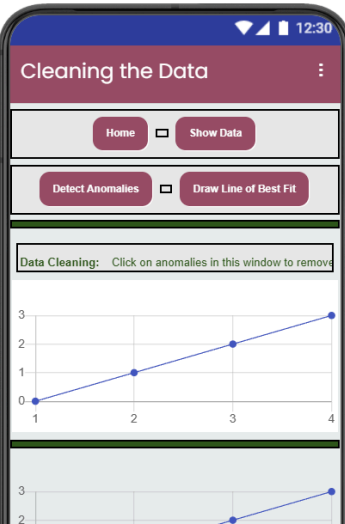 12:30
Cleaning the Data
Home Show Data
Detect Anomalies Draw Line of Best Fit
Data Cleaning: Click on anomalies in this window to remove
3
2
1
0
1 2 3 4
3
2